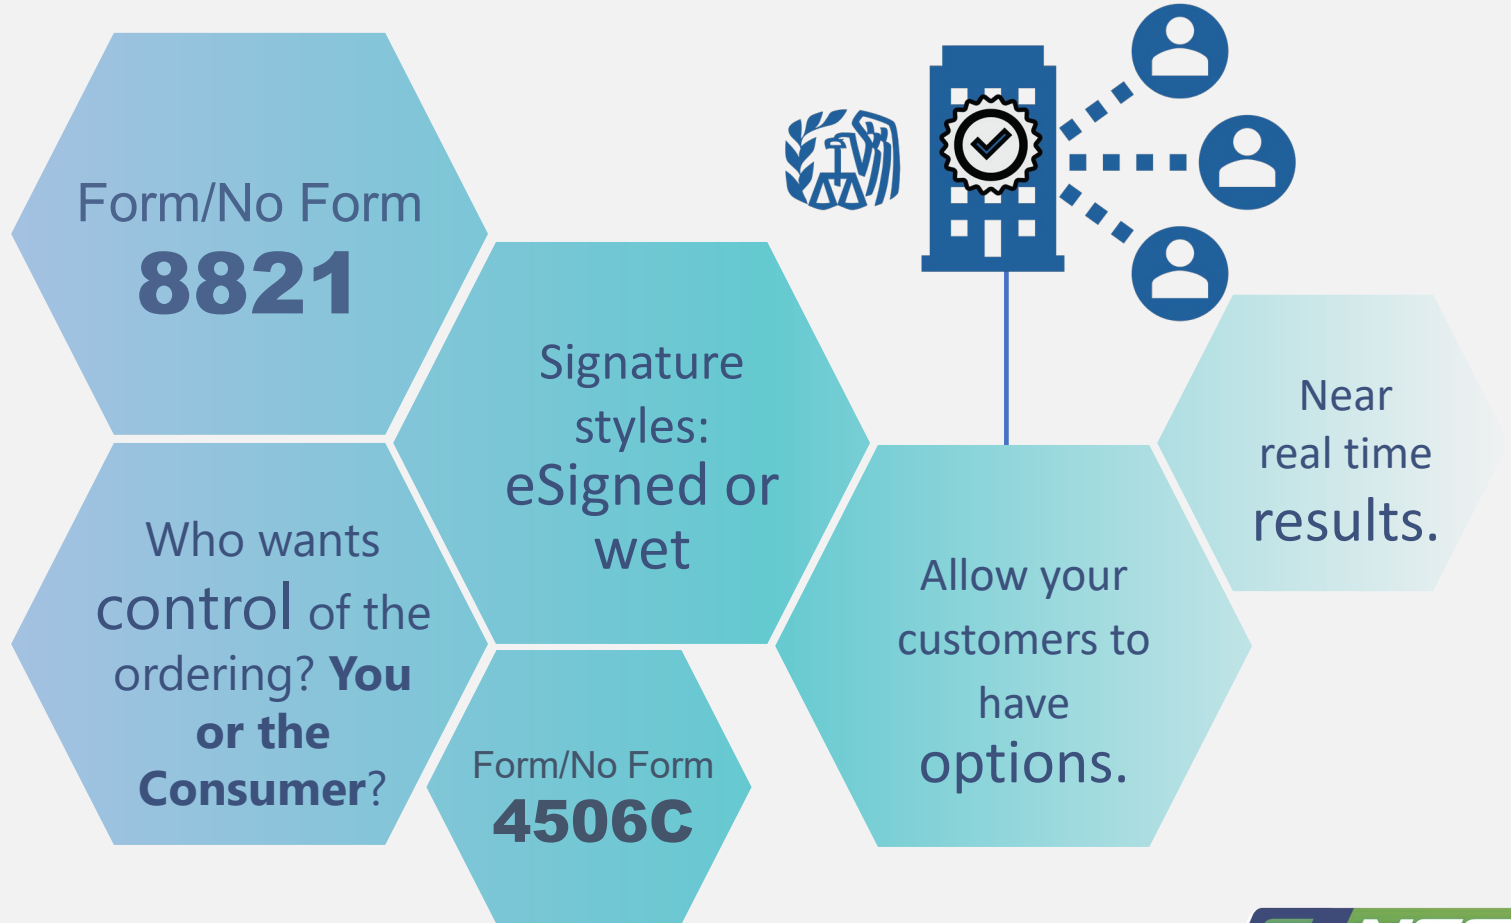 Form/No Form
8821
Signature
styles:
eSigned or
wet
Who wants
control of the
ordering? You
or the
Consumer?
Form/No Form
4506C
Allow your
customers to
have
options.
Near
real time
results.